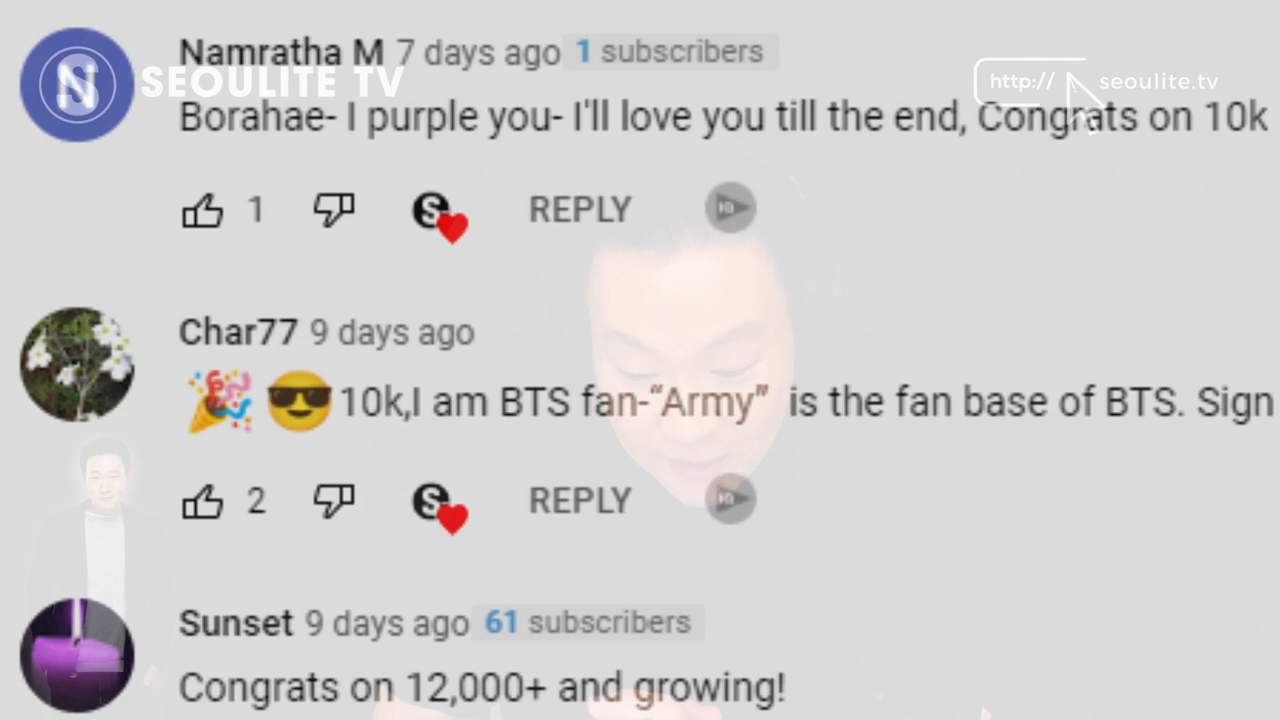 Namratha M 7 days ago 1 subscribers
SEOULITE TV
http:// seoulite.tv
Borahae- I purple you- I'll love you till the end, Congrats on 10k
1 REPLY
Char77 9 days ago
10k,I am BTS fan-“Army” is the fan base of BTS. Sign
2 REPLY
Sunset 9 days ago 61 subscribers
Congrats on 12,000+ and growing!